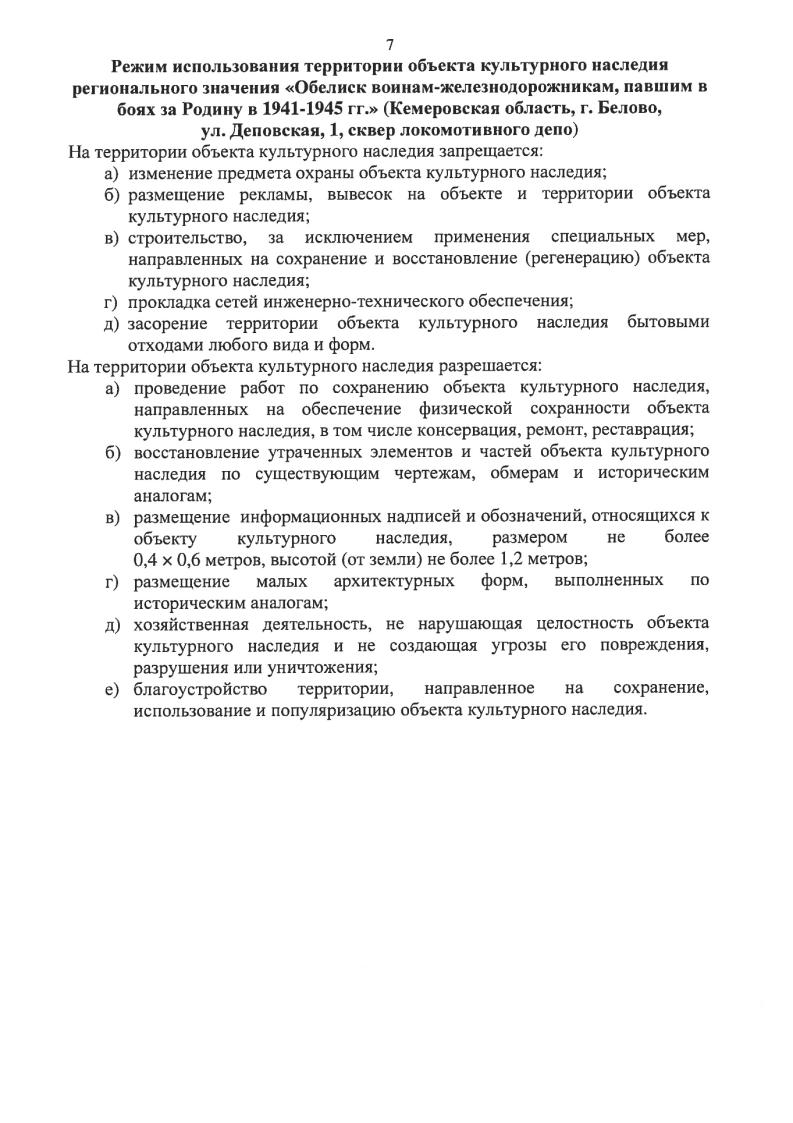 7
Режим использования территории объекта культурного наследия
регионального значения «Обелиск воинам-железнодорожникам, павшим в
боях за Родину в 1941-1945 гг.» (Кемеровская область, г. Белово,
ул. Деповская, 1, сквер локомотивного депо)
На территории объекта культурного наследия запрещается:
а) изменение предмета охраны объекта культурного наследия;
б) размещение рекламы, вывесок на объекте и территории объекта
культурного наследия;
в) строительство, за исключением применения специальных мер,
направленных на сохранение и восстановление (регенерацию) объекта
культурного наследия;
г) прокладка сетей инженерно-технического обеспечения;
д) засорение территории объекта культурного наследия бытовыми
отходами любого вида и форм.
На территории объекта культурного наследия разрешается:
а) проведение работ по сохранению объекта культурного наследия,
направленных на обеспечение физической сохранности объекта
культурного наследия, в том числе консервация, ремонт, реставрация;
б) восстановление утраченных элементов и частей объекта культурного
наследия по существующим чертежам, обмерам и историческим
аналогам;
в) размещение информационных надписей и обозначений, относящихся к
объекту культурного наследия, размером не более
0,4 × 0,6 метров, высотой (от земли) не более 1,2 метров;
г) размещение малых архитектурных форм, выполненных по
историческим аналогам;
д) хозяйственная деятельность, не нарушающая целостность объекта
культурного наследия и не создающая угрозы его повреждения,
разрушения или уничтожения;
е) благоустройство территории, направленное на сохранение,
использование и популяризацию объекта культурного наследия.